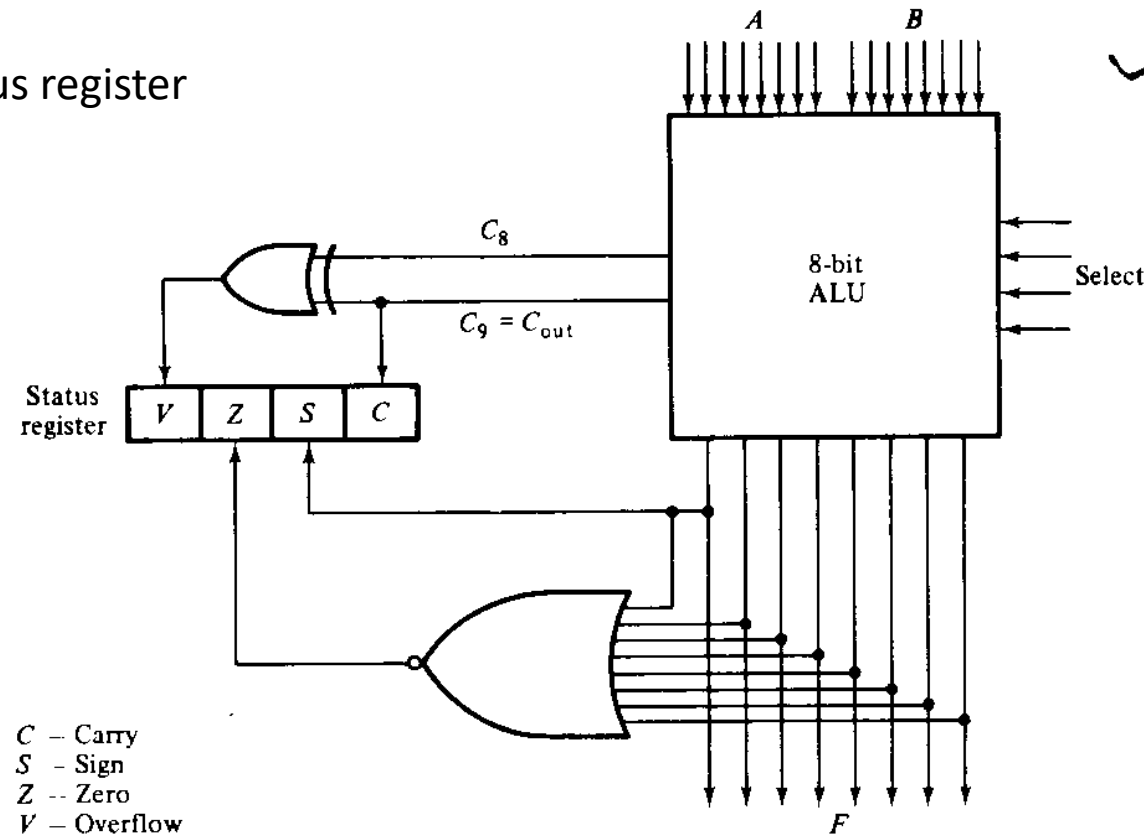 us register
A
B
C₈
8-bit
ALU
Select
C₉ = Cout
Status
register
V Z S C
C – Carry
S - Sign
Z -- Zero
V – Overflow
F